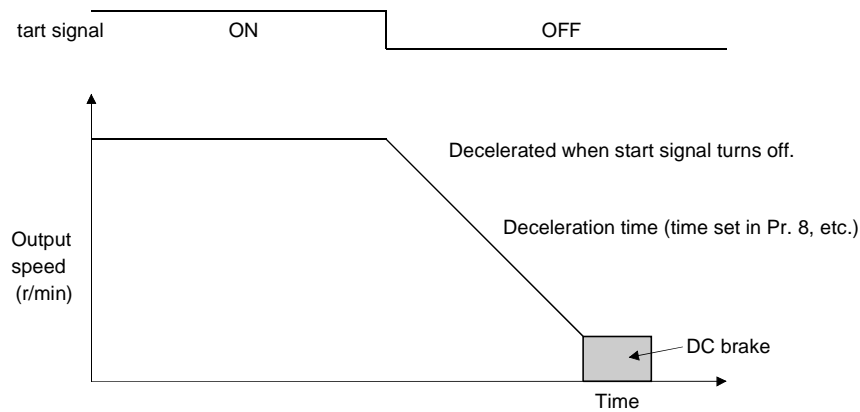 tart signal ON OFF
Decelerated when start signal turns off.
Deceleration time (time set in Pr. 8, etc.)
Output
speed
(r/min)
DC brake
Time